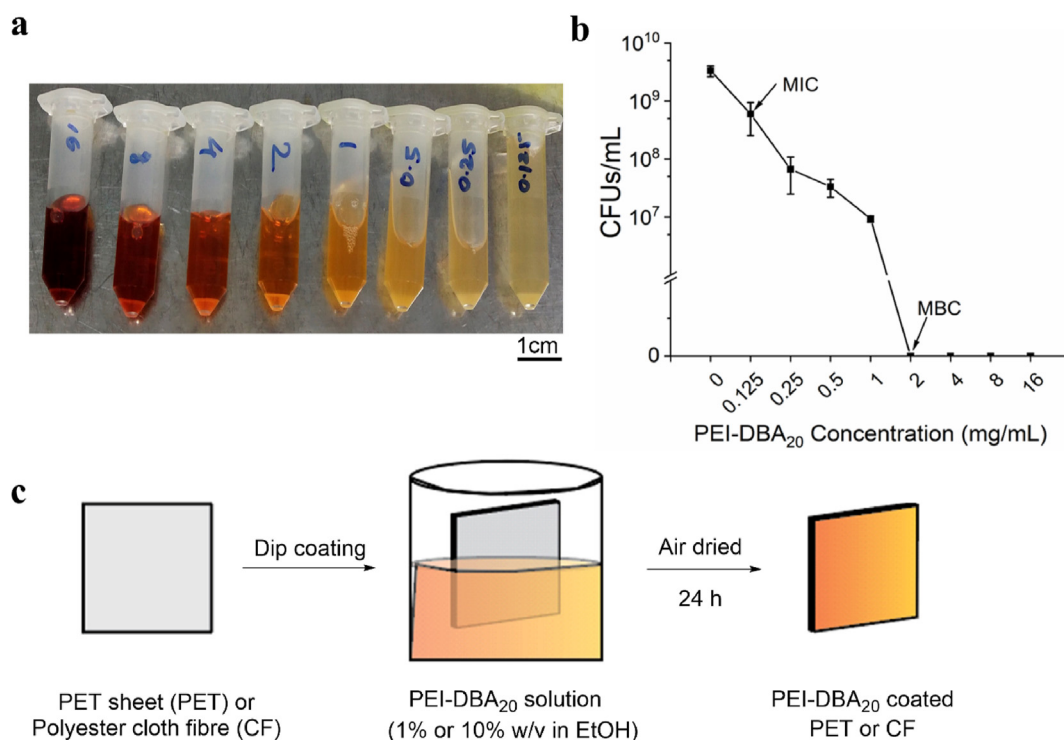 a
16
8
4
2
1
0.5
0.25
0.125
1cm
b
10¹⁰
10⁹
10⁸
10⁷
0
CFUs/mL
MIC
MBC
0 0.125 0.25 0.5 1 2 4 8 16
PEI-DBA₂₀ Concentration (mg/mL)
c
Dip coating
Air dried
24 h
PET sheet (PET) or
Polyester cloth fibre (CF)
PEI-DBA₂₀ solution
(1% or 10% w/v in EtOH)
PEI-DBA₂₀ coated
PET or CF